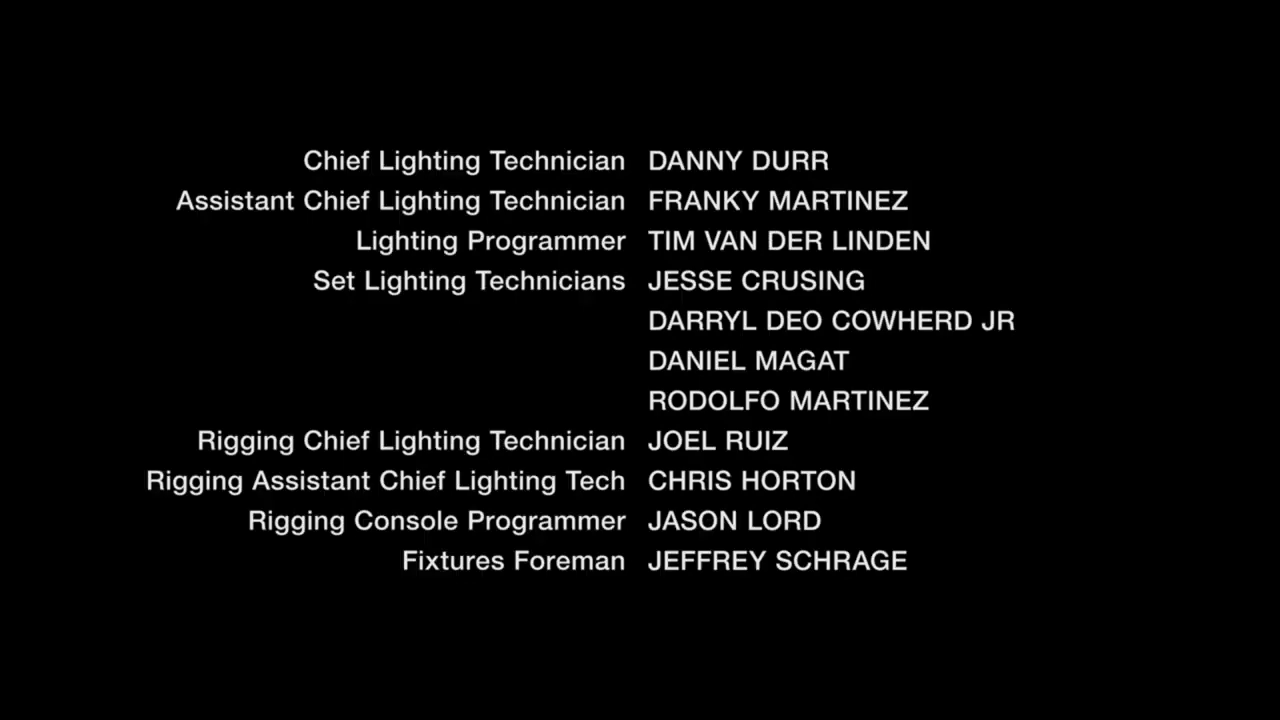 Chief Lighting Technician DANNY DURR
Assistant Chief Lighting Technician FRANKY MARTINEZ
Lighting Programmer TIM VAN DER LINDEN
Set Lighting Technicians JESSE CRUSING
DARRYL DEO COWHERD JR
DANIEL MAGAT
RODOLFO MARTINEZ
Rigging Chief Lighting Technician JOEL RUIZ
Rigging Assistant Chief Lighting Tech CHRIS HORTON
Rigging Console Programmer JASON LORD
Fixtures Foreman JEFFREY SCHRAGE